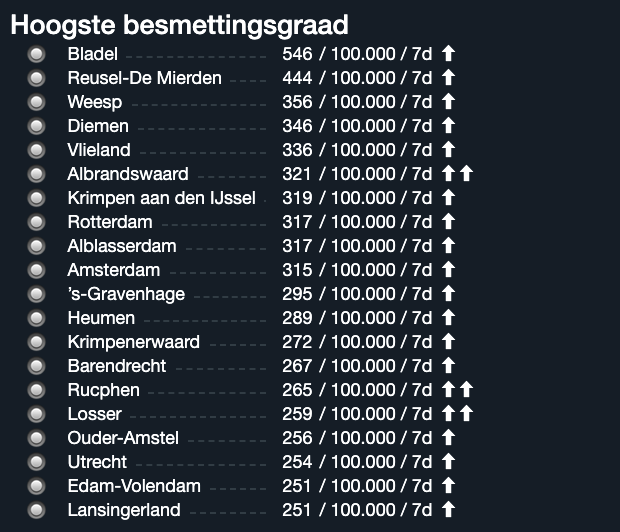 Hoogste besmettingsgraad
Bladel 546 / 100.000 / 7d ⬆
Reusel-De Mierden 444 / 100.000 / 7d ⬆
Weesp 356 / 100.000 / 7d ⬆
Diemen 346 / 100.000 / 7d ⬆
Vlieland 336 / 100.000 / 7d ⬆
Albrandswaard 321 / 100.000 / 7d ⬆⬆
Krimpen aan den IJssel 319 / 100.000 / 7d ⬆
Rotterdam 317 / 100.000 / 7d ⬆
Alblasserdam 317 / 100.000 / 7d ⬆
Amsterdam 315 / 100.000 / 7d ⬆
's-Gravenhage 295 / 100.000 / 7d ⬆
Heumen 289 / 100.000 / 7d ⬆
Krimpenerwaard 272 / 100.000 / 7d ⬆
Barendrecht 267 / 100.000 / 7d ⬆
Rucphen 265 / 100.000 / 7d ⬆⬆
Losser 259 / 100.000 / 7d ⬆⬆
Ouder-Amstel 256 / 100.000 / 7d ⬆
Utrecht 254 / 100.000 / 7d ⬆
Edam-Volendam 251 / 100.000 / 7d ⬆
Lansingerland 251 / 100.000 / 7d ⬆